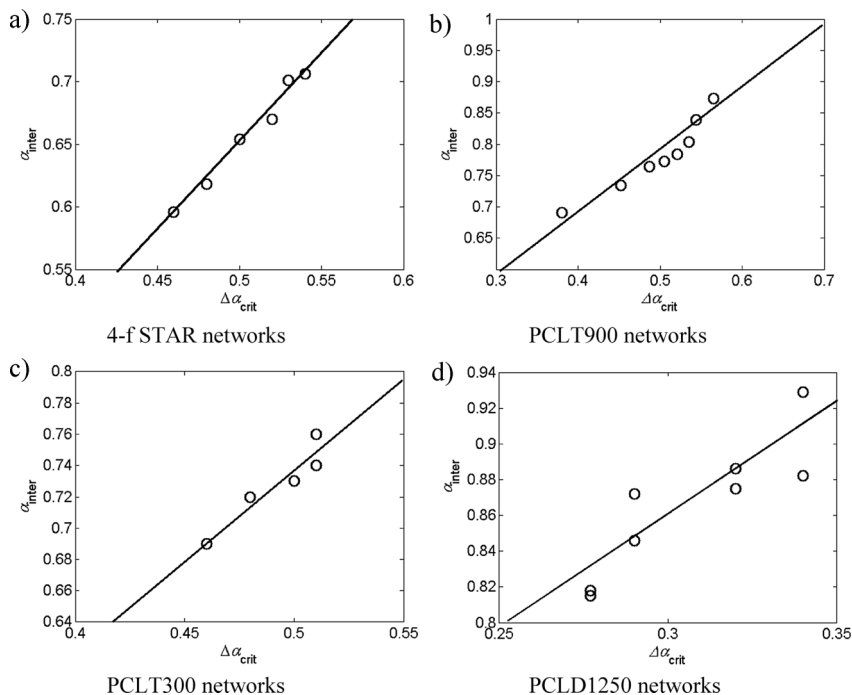 a)
0.75
0.7
0.65
0.6
0.55
0.4
0.45
0.5
0.55
0.6
αinter
Δαcrit
4-f STAR networks
b)
1
0.95
0.9
0.85
0.8
0.75
0.7
0.65
0.3
0.4
0.5
0.6
0.7
αinter
Δαcrit
PCLT900 networks
c)
0.8
0.78
0.76
0.74
0.72
0.7
0.68
0.66
0.64
0.4
0.45
0.5
0.55
αinter
Δαcrit
PCLT300 networks
d)
0.94
0.92
0.9
0.88
0.86
0.84
0.82
0.8
0.25
0.3
0.35
αinter
Δαcrit
PCLD1250 networks